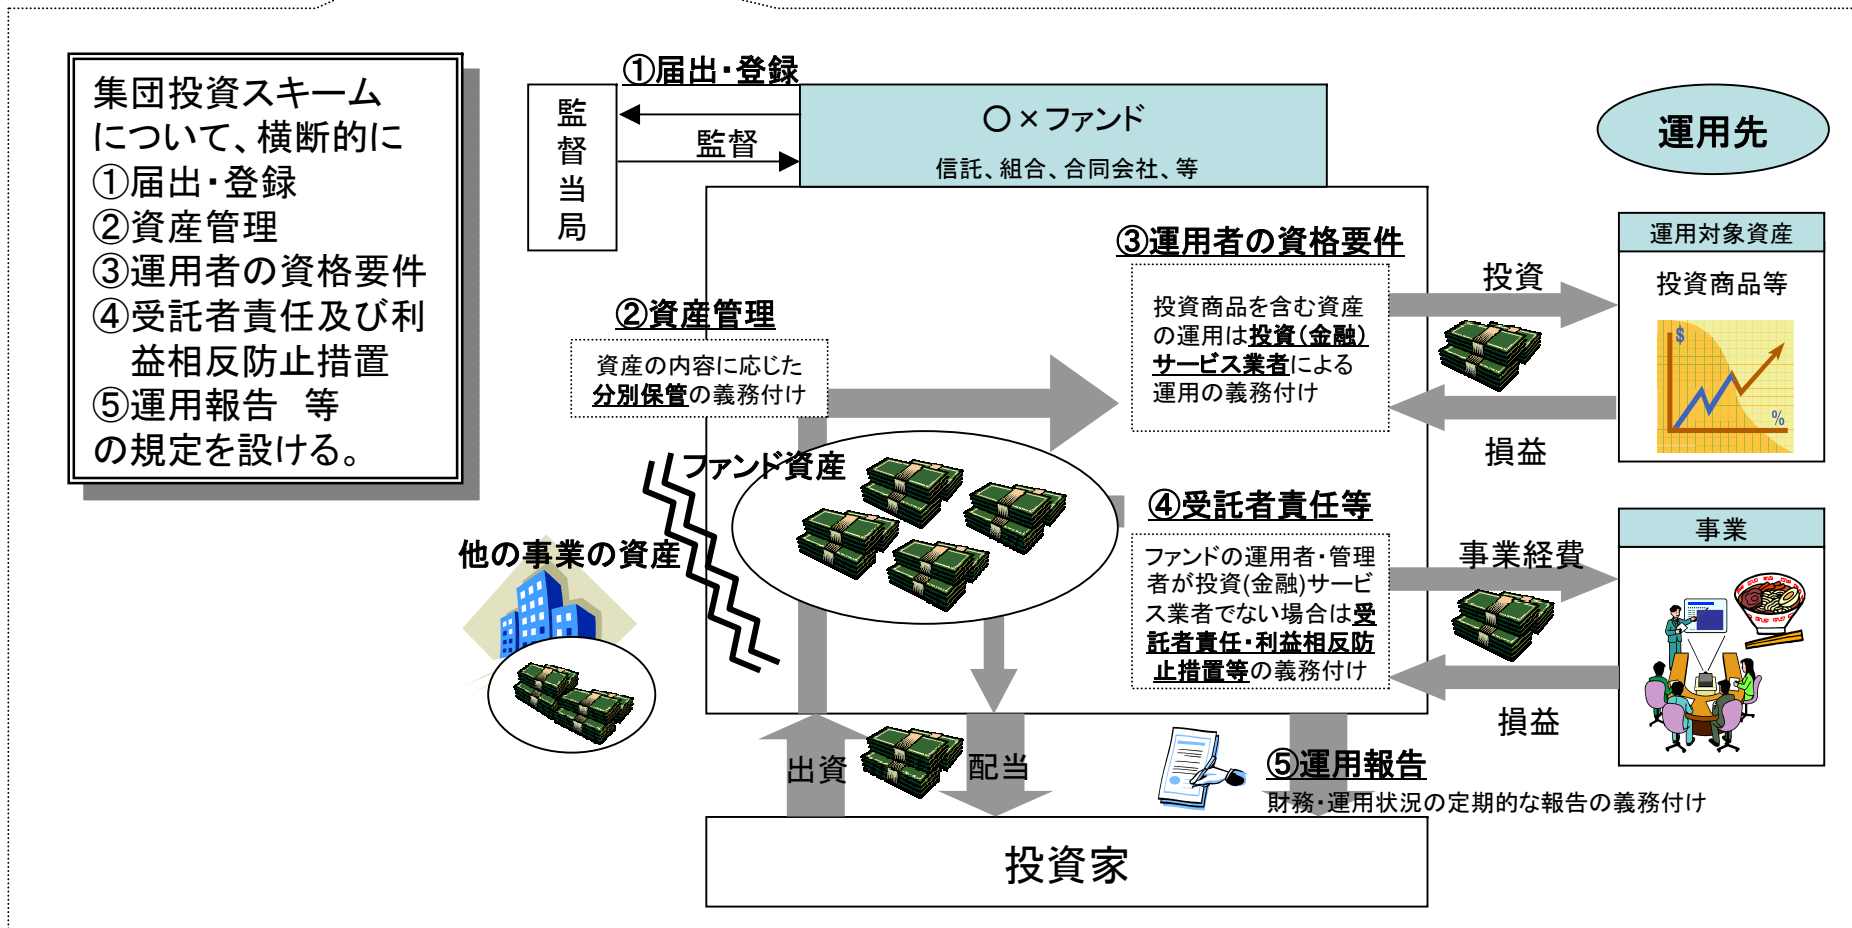 集団投資スキーム
について、横断的に
①届出・登録
②資産管理
③運用者の資格要件
④受託者責任及び利
益相反防止措置
⑤運用報告　等
の規定を設ける。
①届出・登録
監督当局
監督
〇×ファンド
信託、組合、合同会社、等
運用先
②資産管理
資産の内容に応じた
分別保管の義務付け
③運用者の資格要件
投資商品を含む資産
の運用は投資(金融)
サービス業者による
運用の義務付け
投資
損益
運用対象資産
投資商品等
$
%
ファンド資産
他の事業の資産
④受託者責任等
ファンドの運用者・管理
者が投資(金融)サービ
ス業者でない場合は受
託者責任・利益相反防
止措置等の義務付け
事業経費
損益
事業
出資
配当
⑤運用報告
財務・運用状況の定期的な報告の義務付け
投資家